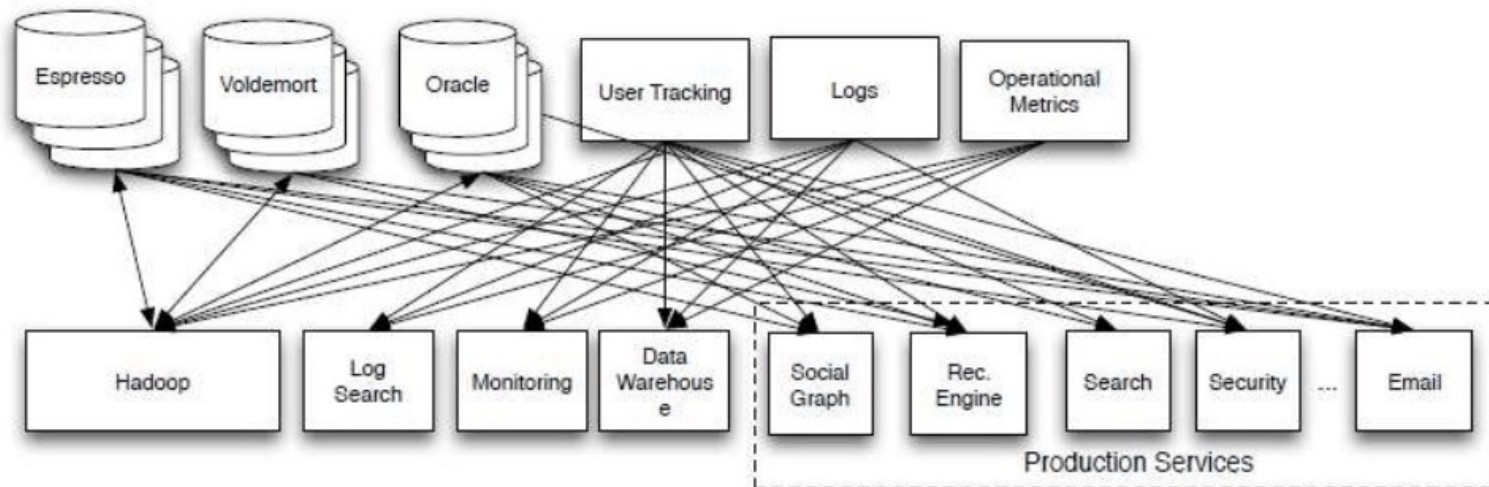 Espresso
Voldemort
Oracle
User Tracking
Logs
Operational
Metrics
Hadoop
Log
Search
Monitoring
Data
Warehous
e
Social
Graph
Rec.
Engine
Search
Security
...
Email
Production Services